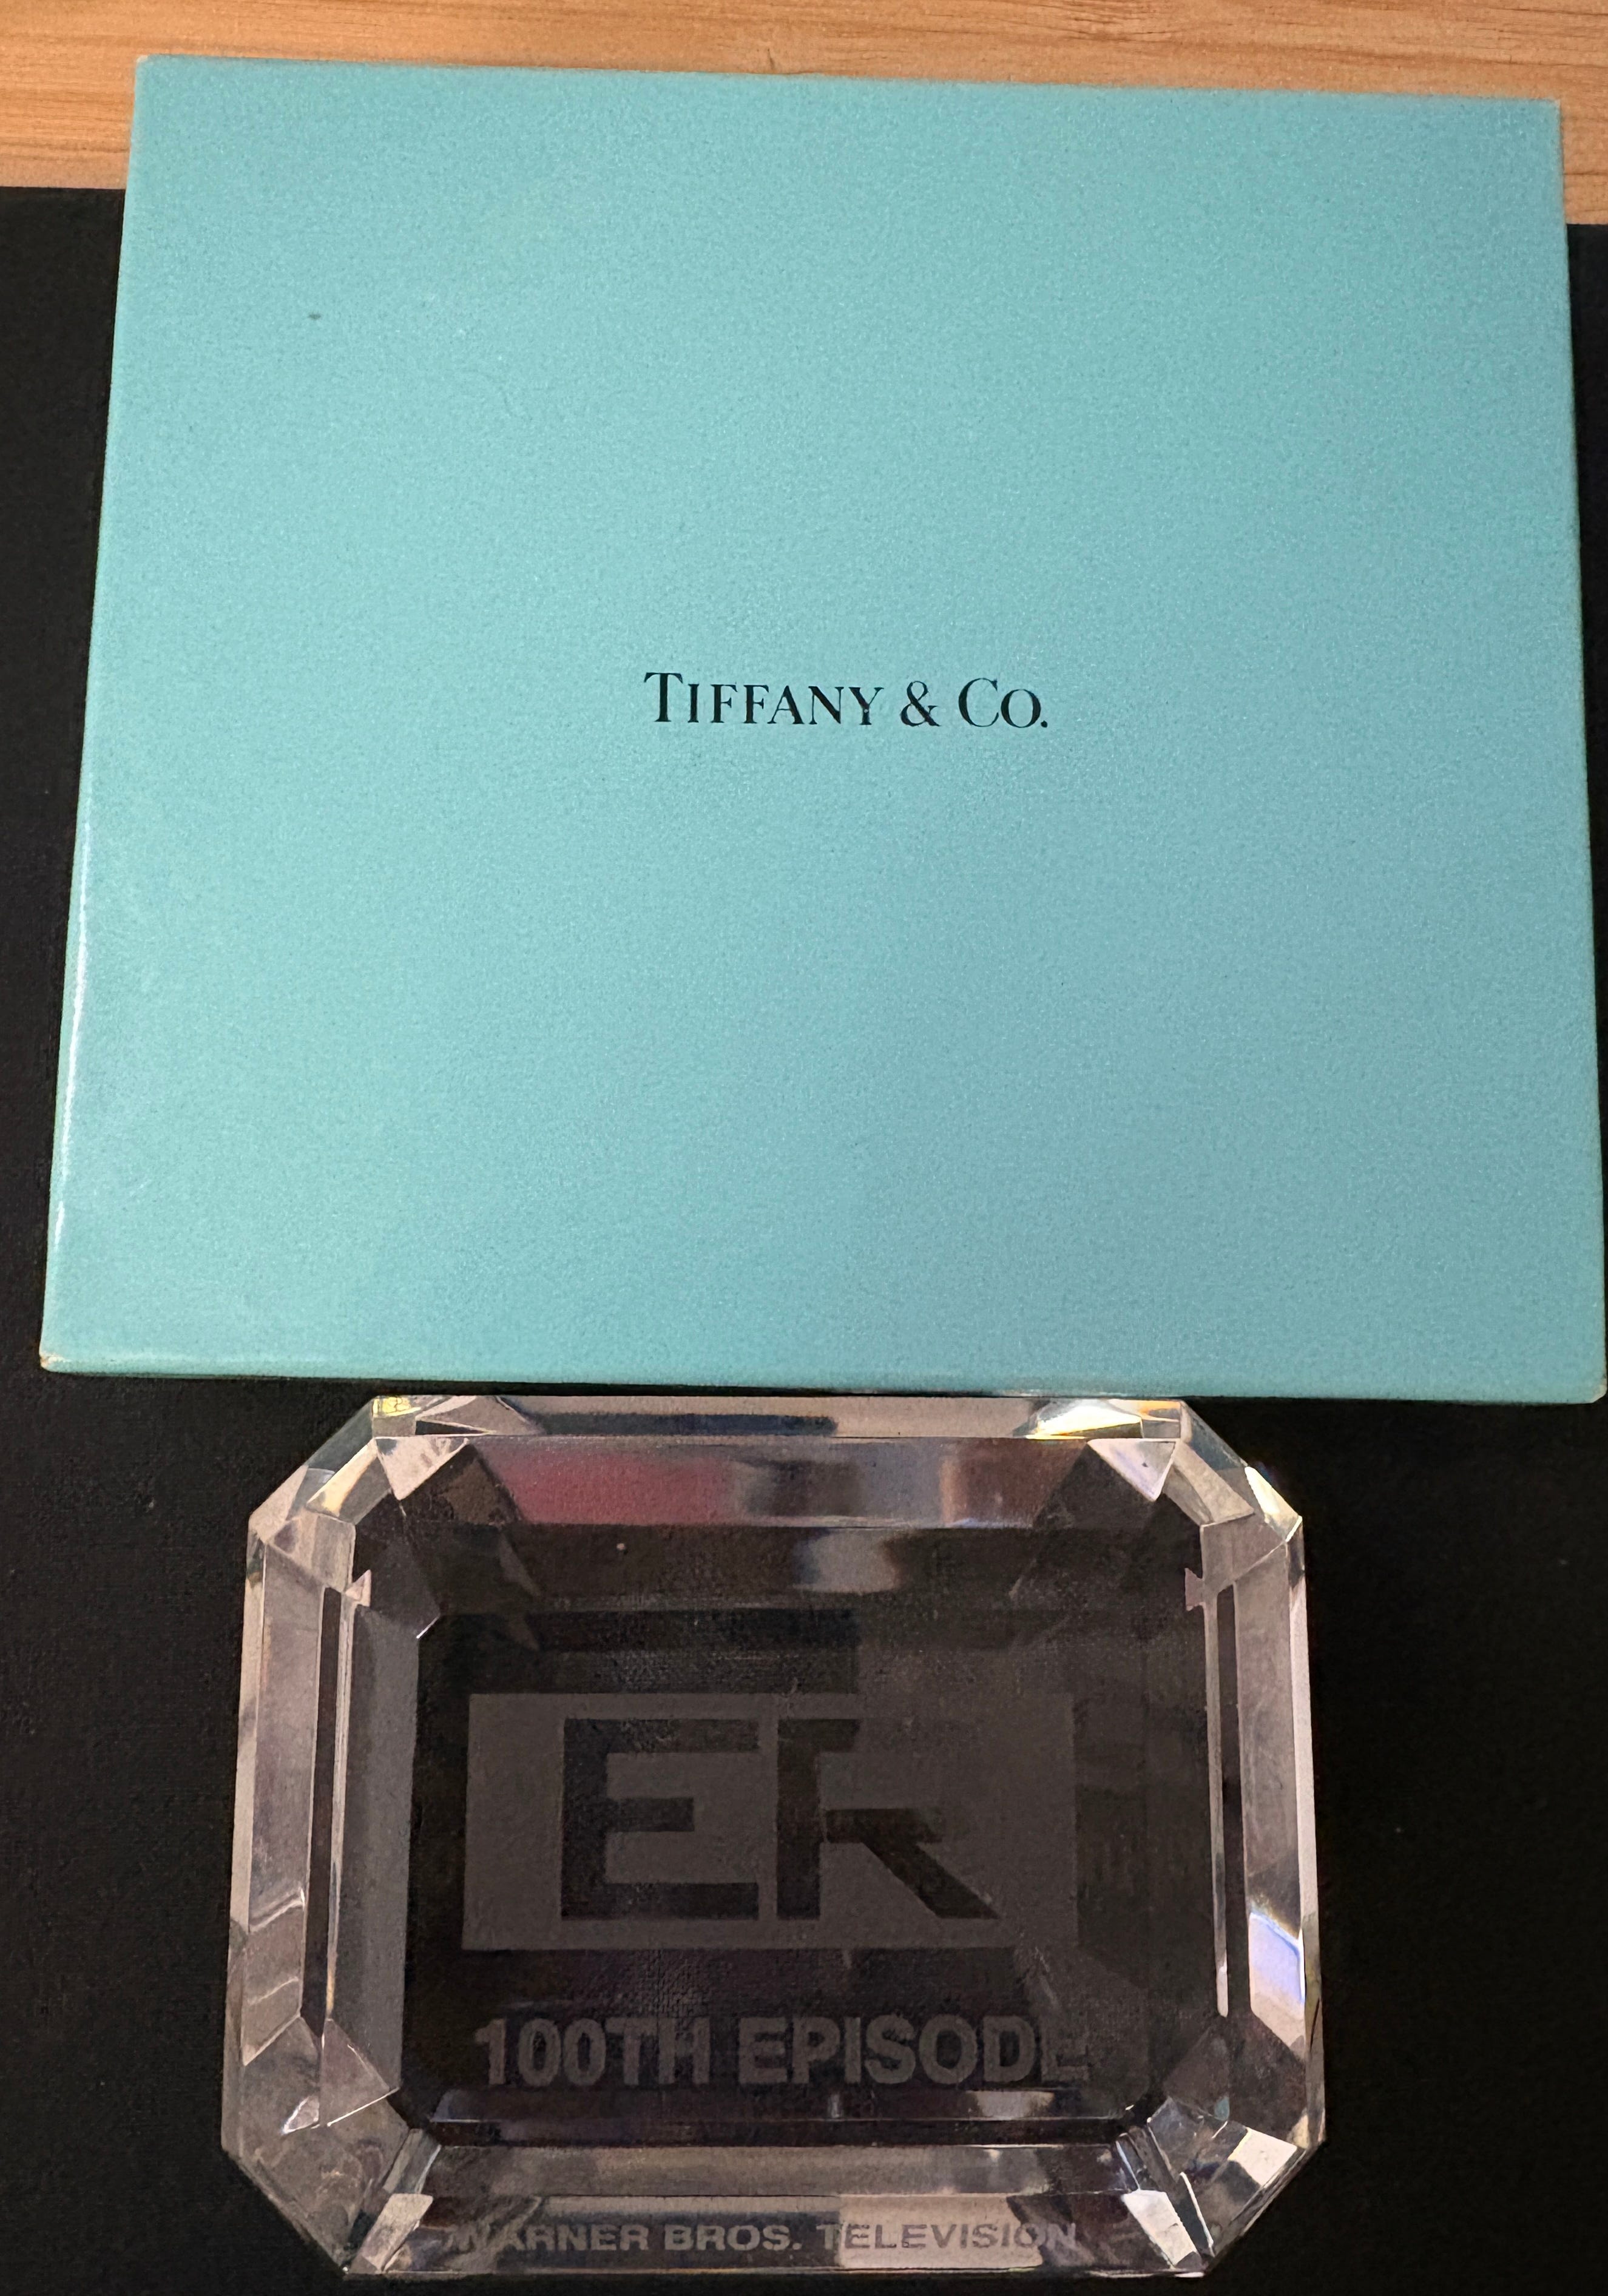 TIFFANY & CO.
ER
100TH EPISODE
WARNER BROS. TELEVISION